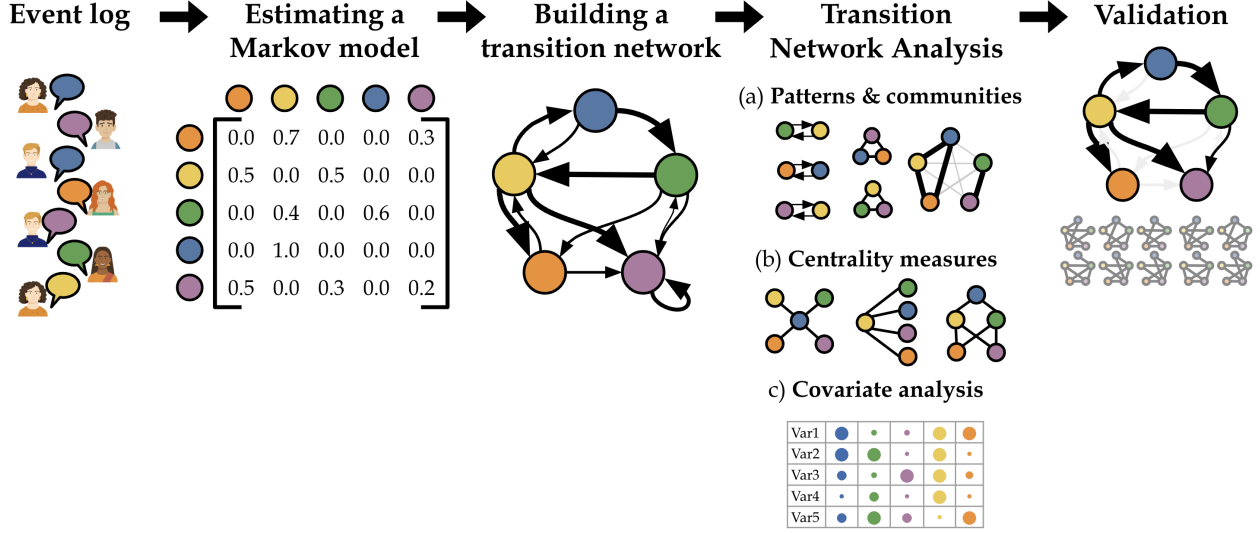 Event log
Estimating a
Markov model
Building a
transition network
Transition
Network Analysis
Validation
0.0 0.7 0.0 0.0 0.3
0.5 0.0 0.5 0.0 0.0
0.0 0.4 0.0 0.6 0.0
0.0 1.0 0.0 0.0 0.0
0.5 0.0 0.3 0.0 0.2
(a) Patterns & communities
(b) Centrality measures
c) Covariate analysis
Var1
Var2
Var3
Var4
Var5